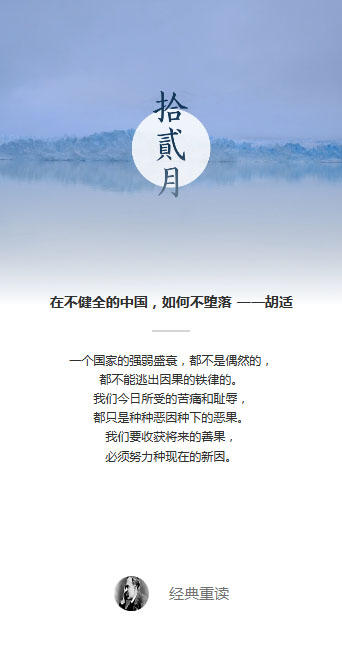 拾
貳
月
在不健全的中国，如何不堕落 ——胡适
一个国家的强弱盛衰，都不是偶然的，
都不能逃出因果的铁律的。
我们今日所受的苦痛和耻辱，
都只是种种恶因种下的恶果。
我们要收获将来的善果，
必须努力种现在的新因。
经典重读